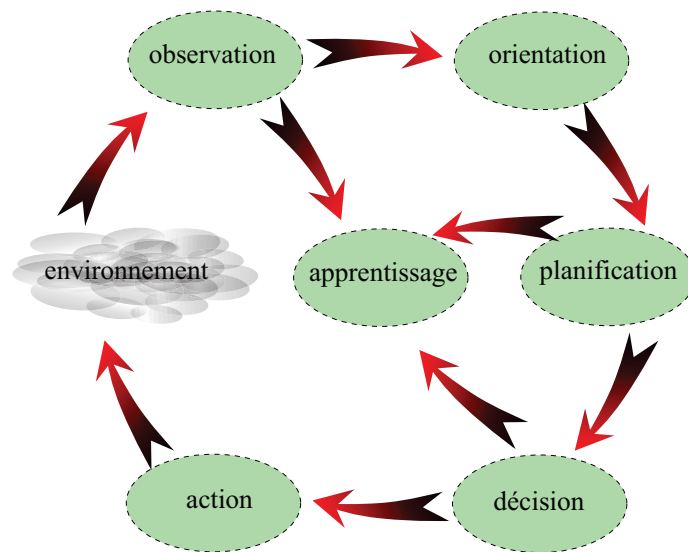 observation
orientation
environnement
apprentissage
planification
action
décision